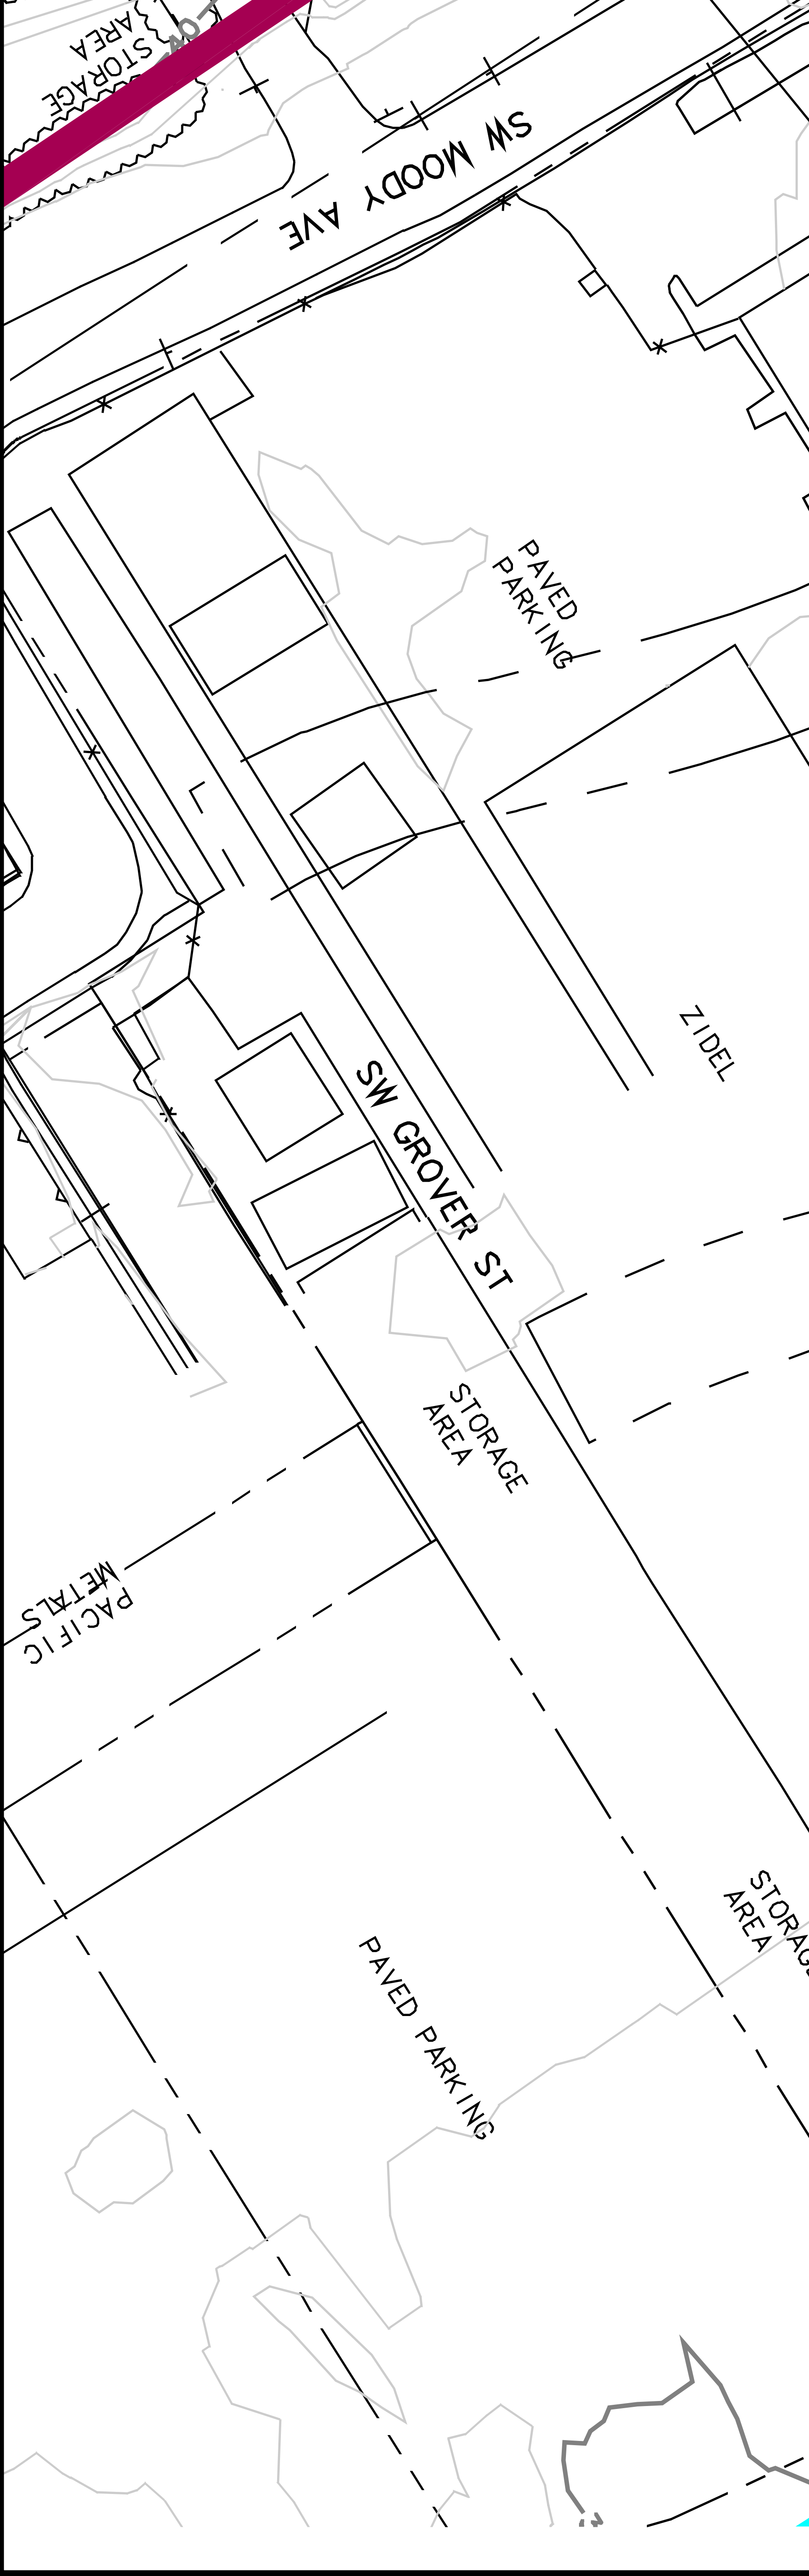 STORAGE
AREA
40
SW MOODY AVE
PAVED
PARKING
ZIDEL
SW GROVER ST
STORAGE
AREA
PACIFIC
METALS
STORAGE
AREA
PAVED PARKING